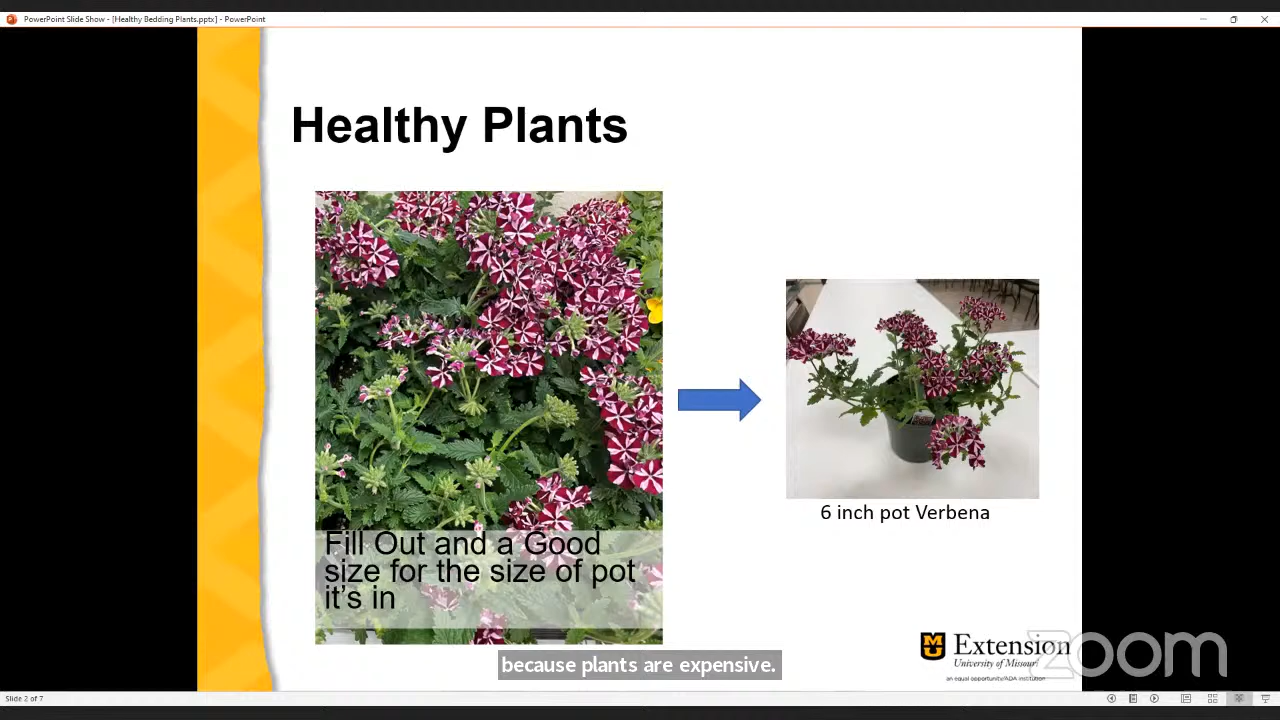 PowerPoint Slide Show - [Healthy Bedding Plants.pptx] - PowerPoint
Healthy Plants
Fill Out and a Good
size for the size of pot
it's in
6 inch pot Verbena
MU Extension
University of Missouri
an equal opportunity/ADA institution
zoom
because plants are expensive.
Slide 2 of 7